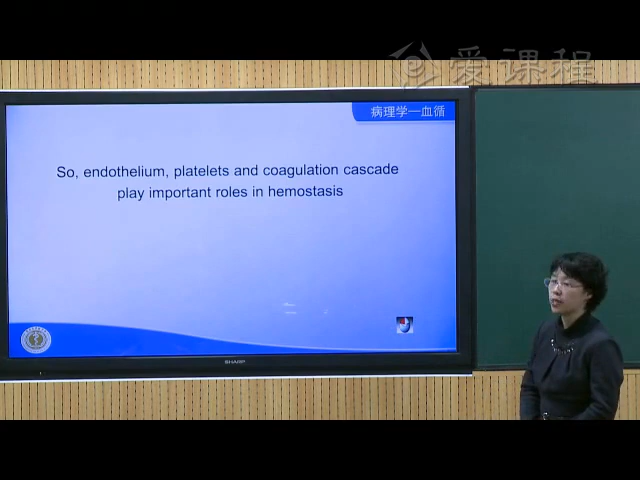 爱课程
病理学—血循
So, endothelium, platelets and coagulation cascade
play important roles in hemostasis
SHARP